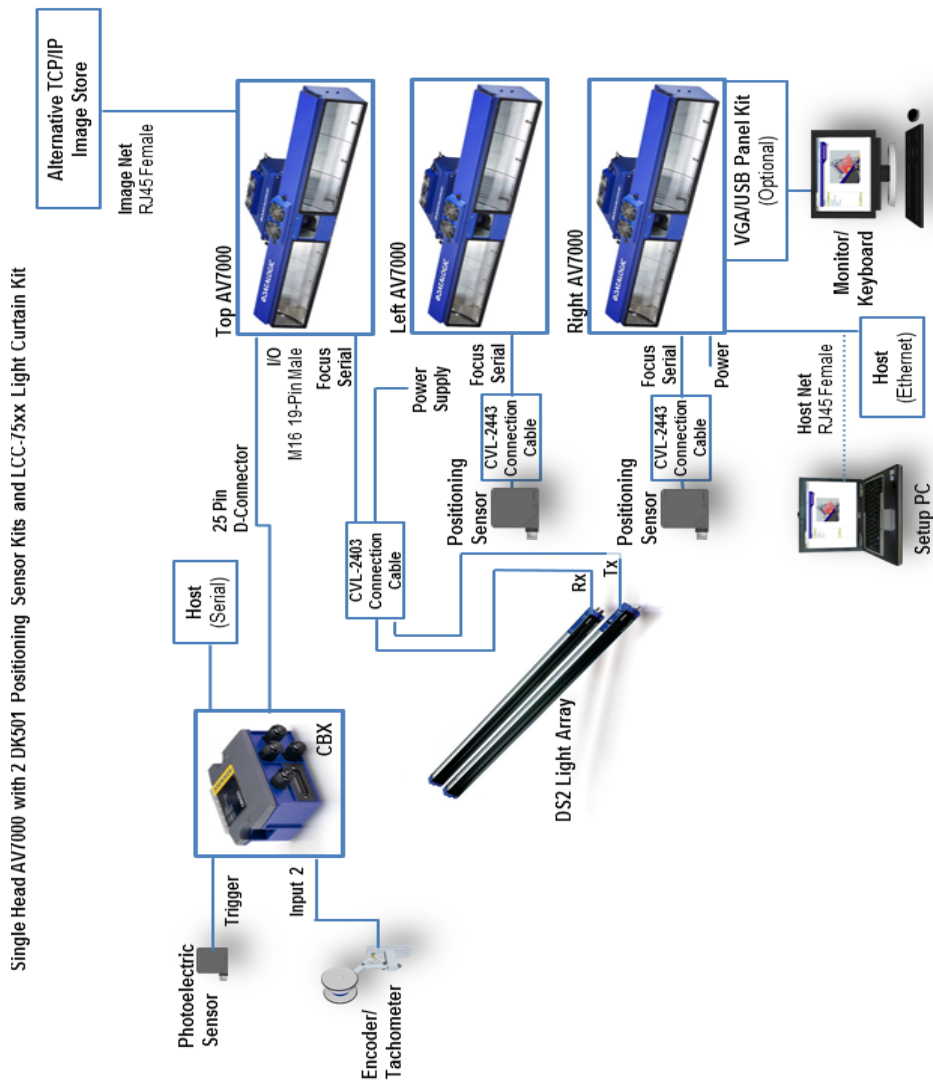 Single Head AV7000 with 2 DK501 Positioning Sensor Kits and LCC-75xx Light Curtain Kit
Alternative TCP/IP
Image Store
Image Net
RJ45 Female
Top AV7000
DATALOGIC
I/O
M16 19-Pin Male
Focus
Serial
25 Pin
D-Connector
Host
(Serial)
CBX
Trigger
Photoelectric
Sensor
Input 2
Encoder/
Tachometer
CVL-2403
Connection
Cable
Power
Supply
Rx
Tx
DS2 Light Array
Left AV7000
DATALOGIC
Focus
Serial
CVL-2443
Connection
Cable
Positioning
Sensor
Right AV7000
DATALOGIC
Focus
Serial
Power
CVL-2443
Connection
Cable
Positioning
Sensor
VGA/USB Panel Kit
(Optional)
Monitor/
Keyboard
Host Net
RJ45 Female
Host
(Ethernet)
Setup PC